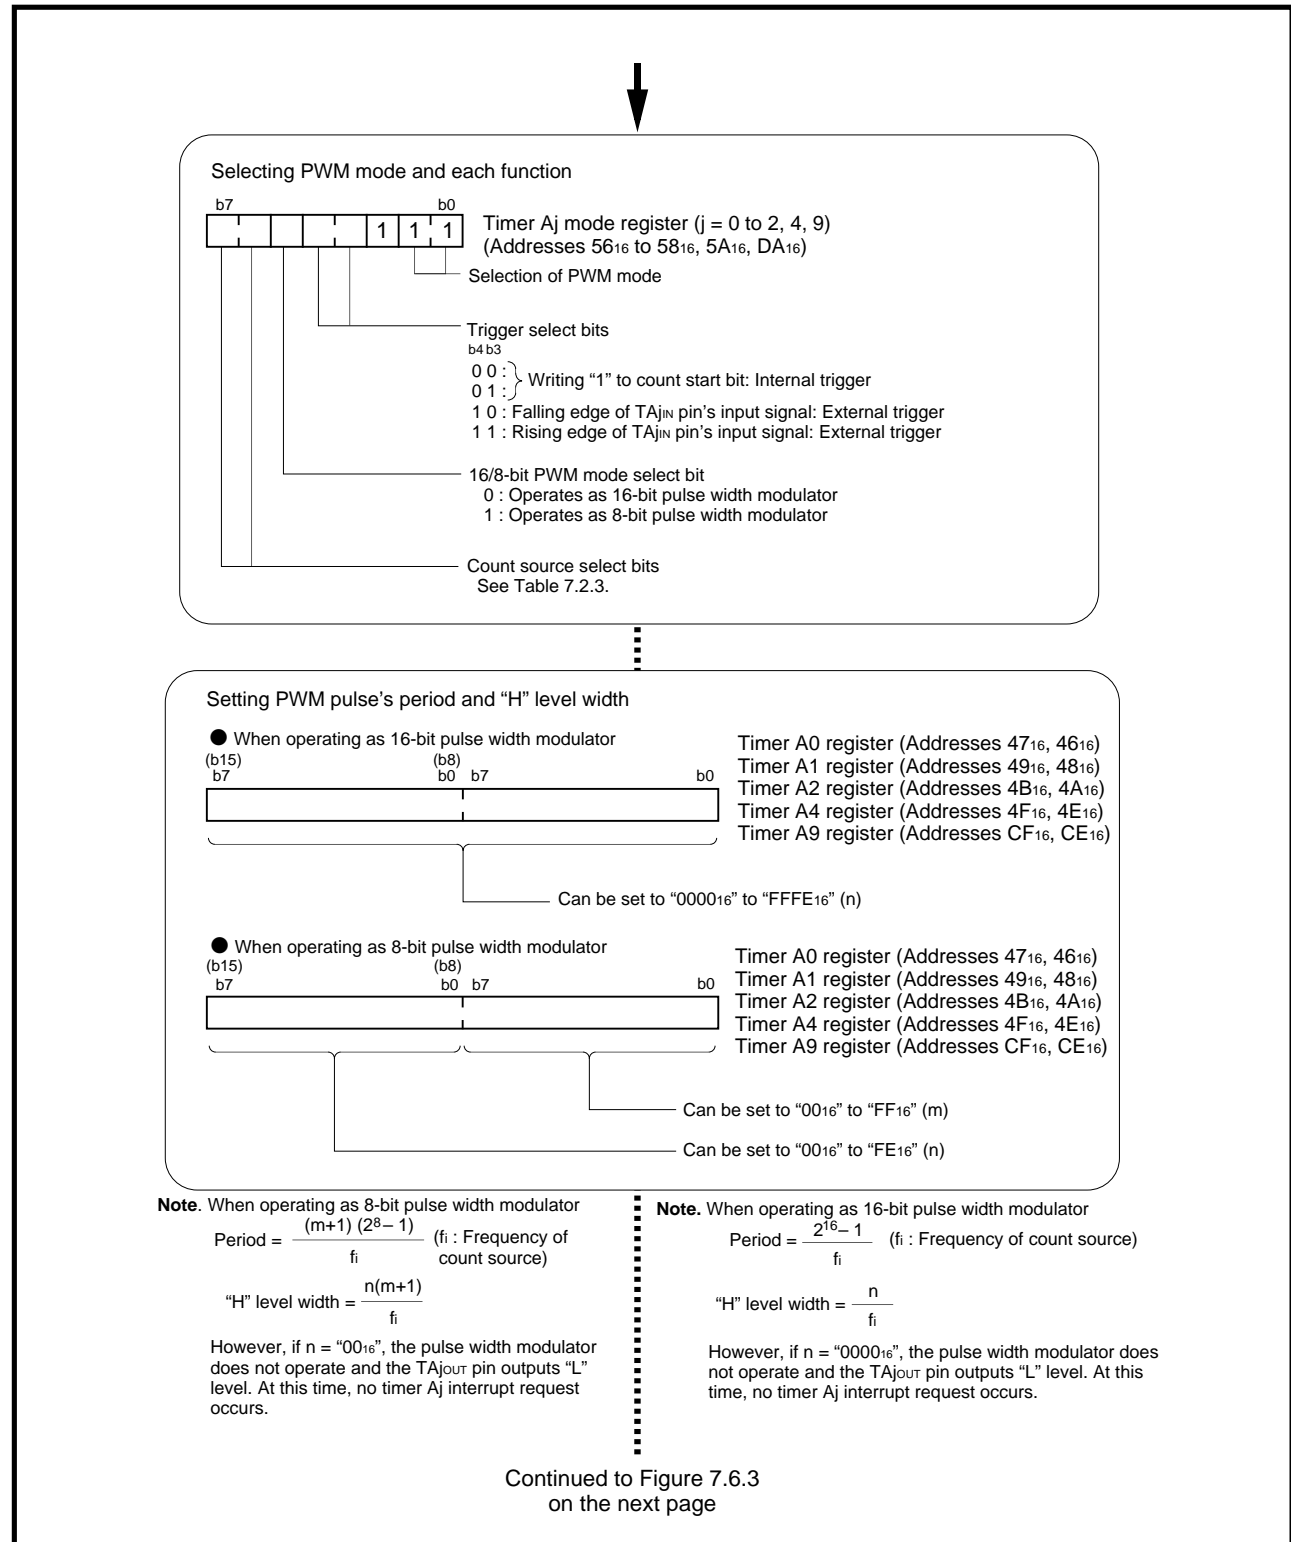 Selecting PWM mode and each function
b7 b0
1 1 1
Timer Aj mode register (j = 0 to 2, 4, 9)
(Addresses 5616 to 5816, 5A16, DA16)
Selection of PWM mode
Trigger select bits
b4 b3
0 0 :
0 1 :
Writing “1” to count start bit: Internal trigger
1 0 : Falling edge of TAjIN pin’s input signal: External trigger
1 1 : Rising edge of TAjIN pin’s input signal: External trigger
16/8-bit PWM mode select bit
0 : Operates as 16-bit pulse width modulator
1 : Operates as 8-bit pulse width modulator
Count source select bits
See Table 7.2.3.
Setting PWM pulse’s period and “H” level width
● When operating as 16-bit pulse width modulator
(b15) (b8)
b7 b0 b7 b0
Timer A0 register (Addresses 4716, 4616)
Timer A1 register (Addresses 4916, 4816)
Timer A2 register (Addresses 4B16, 4A16)
Timer A4 register (Addresses 4F16, 4E16)
Timer A9 register (Addresses CF16, CE16)
Can be set to “000016” to “FFFE16” (n)
● When operating as 8-bit pulse width modulator
(b15) (b8)
b7 b0 b7 b0
Timer A0 register (Addresses 4716, 4616)
Timer A1 register (Addresses 4916, 4816)
Timer A2 register (Addresses 4B16, 4A16)
Timer A4 register (Addresses 4F16, 4E16)
Timer A9 register (Addresses CF16, CE16)
Can be set to “0016” to “FF16” (m)
Can be set to “0016” to “FE16” (n)
Note. When operating as 8-bit pulse width modulator
Period = (m+1) (2^8 – 1) / fi (fi : Frequency of
count source)
“H” level width = n(m+1) / fi
However, if n = “0016”, the pulse width modulator
does not operate and the TAjOUT pin outputs “L”
level. At this time, no timer Aj interrupt request
occurs.
Note. When operating as 16-bit pulse width modulator
Period = 2^16 – 1 / fi (fi : Frequency of count source)
“H” level width = n / fi
However, if n = “000016”, the pulse width modulator does
not operate and the TAjOUT pin outputs “L” level. At this
time, no timer Aj interrupt request occurs.
Continued to Figure 7.6.3
on the next page